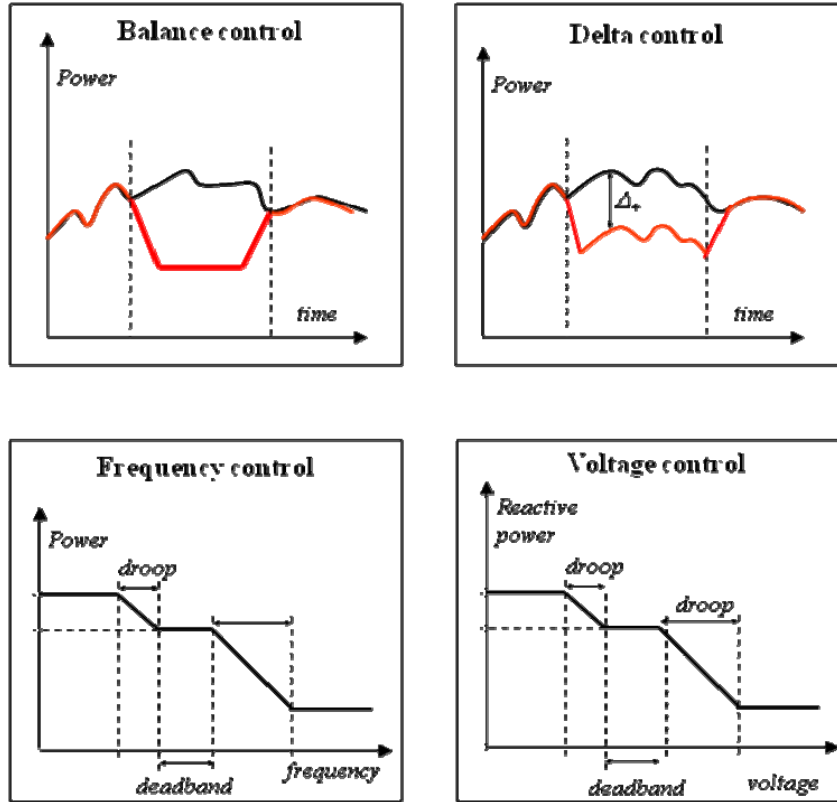 Balance control
Power
time
Delta control
Power
Δ+
time
Frequency control
Power
droop
deadband
frequency
Voltage control
Reactive
power
droop
droop
deadband
voltage